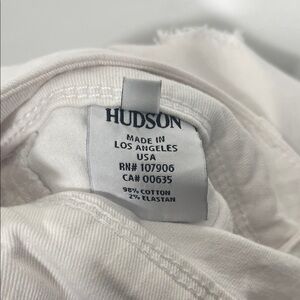 HUDSON
MADE IN
LOS ANGELES
USA
RN# 107906
CA# 00635
98% COTTON
2% ELASTAN